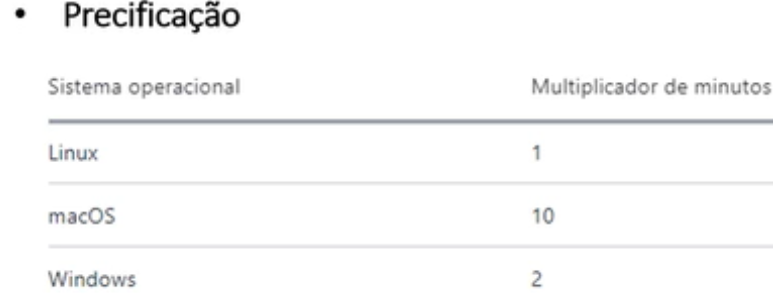 • Precificação
Sistema operacional Multiplicador de minutos
Linux 1
macOS 10
Windows 2